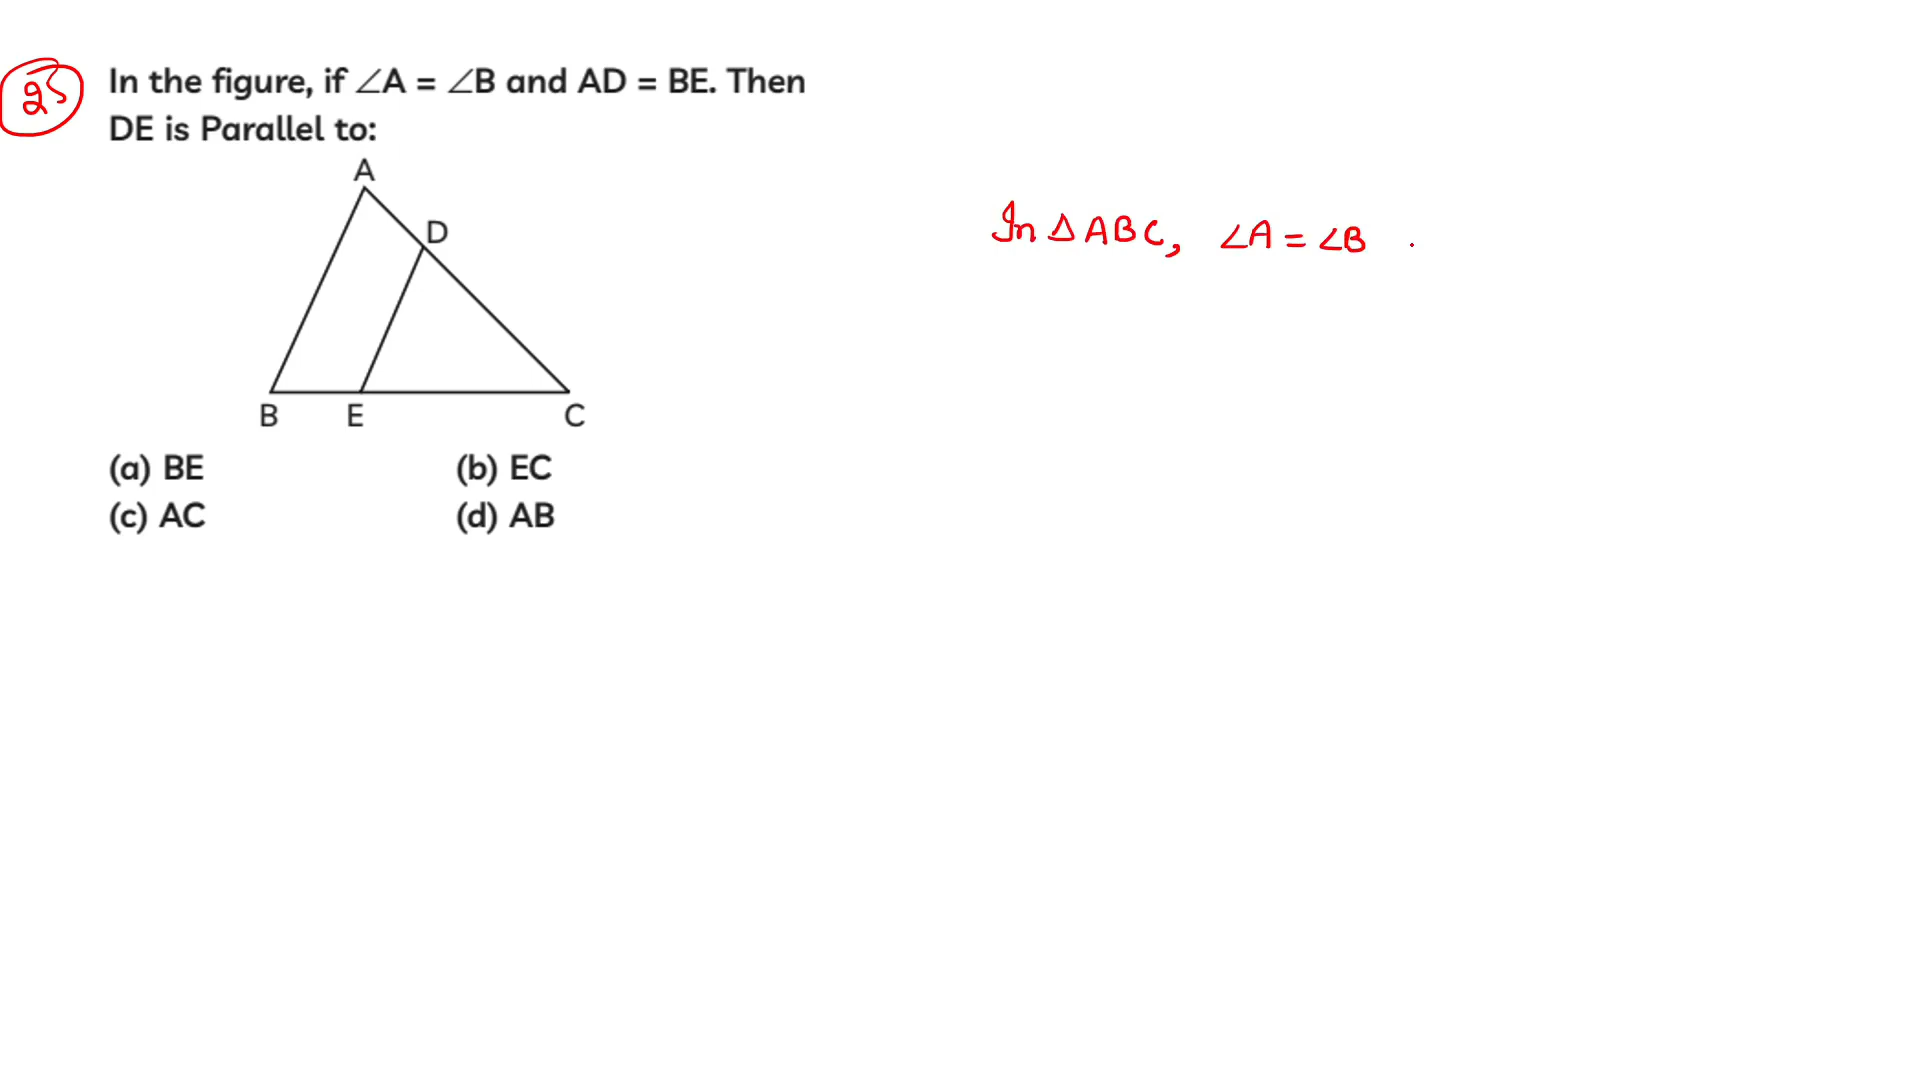 25
In the figure, if ∠A = ∠B and AD = BE. Then
DE is Parallel to:
A
D
B E C
(a) BE (b) EC
(c) AC (d) AB
In ΔABC, ∠A = ∠B